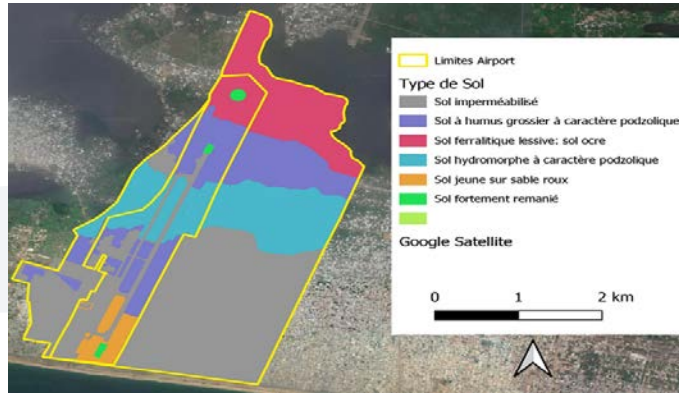 Limites Airport
Type de Sol
Sol imperméabilisé
Sol à humus grossier à caractère podzolique
Sol ferralitique lessive: sol ocre
Sol hydromorphe à caractère podzolique
Sol jeune sur sable roux
Sol fortement remanié
Google Satellite
0 1 2 km